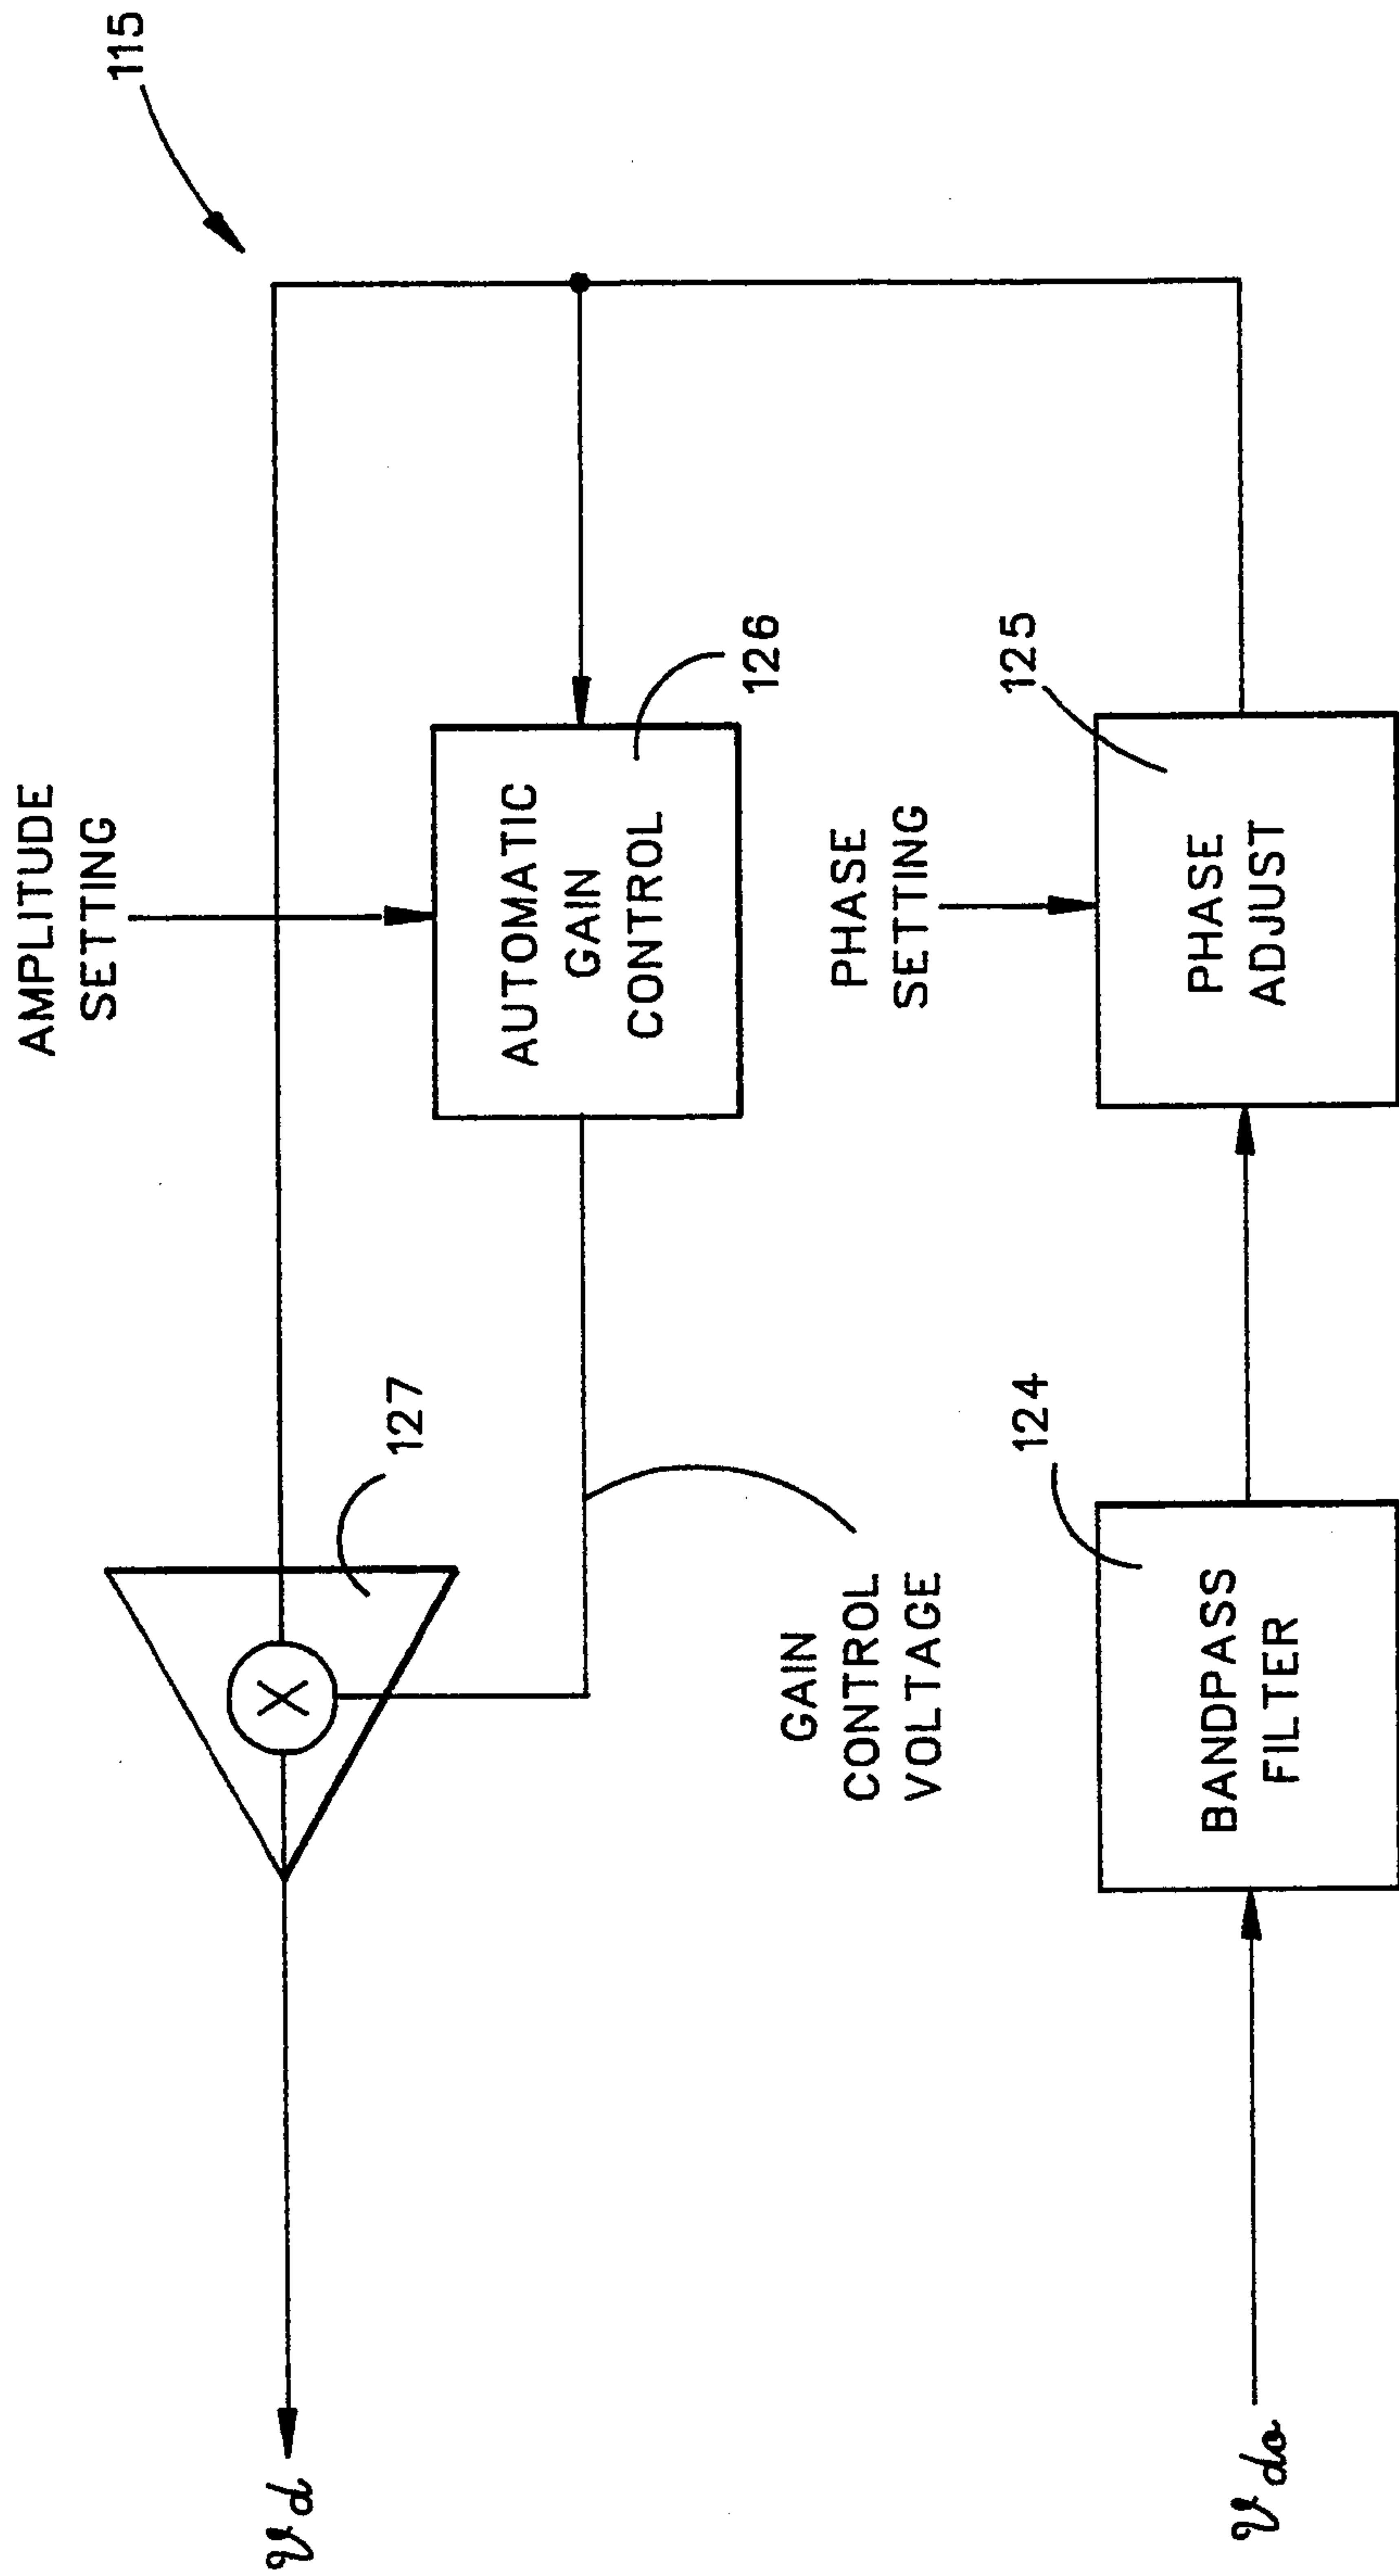 115
AMPLITUDE
SETTING
AUTOMATIC
GAIN
CONTROL
126
127
GAIN
CONTROL
VOLTAGE
PHASE
SETTING
125
PHASE
ADJUST
124
BANDPASS
FILTER
vd
vdo